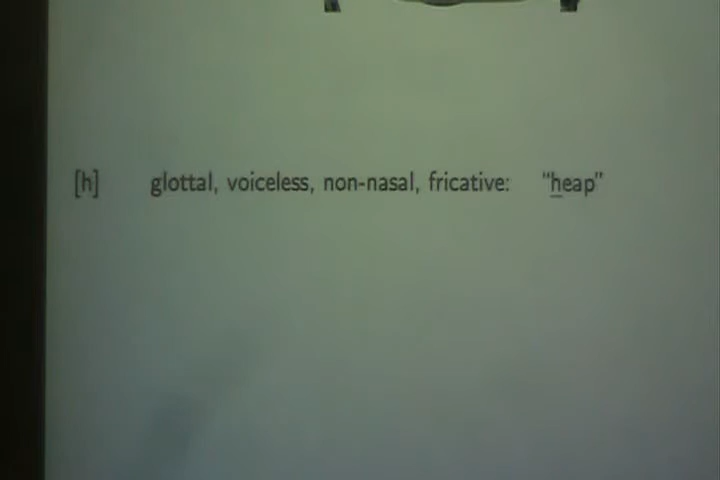 [h] glottal, voiceless, non-nasal, fricative: "heap"